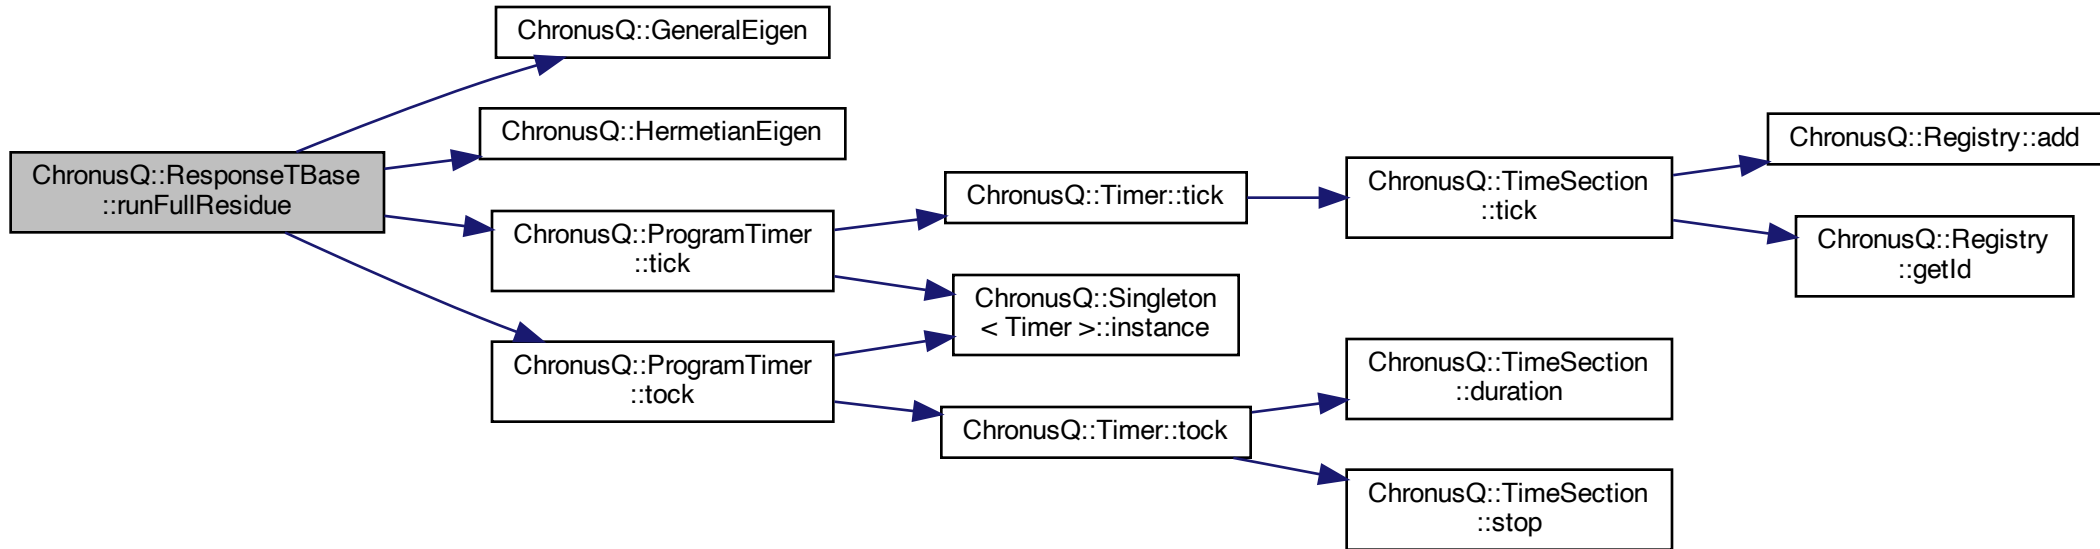 ChronusQ::ResponseTBase
::runFullResidue
ChronusQ::GeneralEigen
ChronusQ::HermetianEigen
ChronusQ::ProgramTimer
::tick
ChronusQ::ProgramTimer
::tock
ChronusQ::Timer::tick
ChronusQ::Singleton
< Timer >::instance
ChronusQ::Timer::tock
ChronusQ::TimeSection
::tick
ChronusQ::TimeSection
::duration
ChronusQ::TimeSection
::stop
ChronusQ::Registry::add
ChronusQ::Registry
::getId